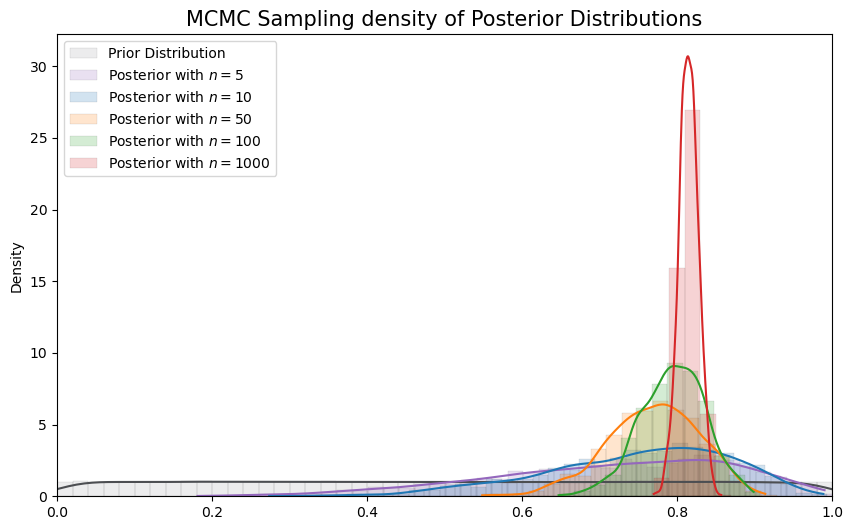 MCMC Sampling density of Posterior Distributions
Prior Distribution
Posterior with n = 5
Posterior with n = 10
Posterior with n = 50
Posterior with n = 100
Posterior with n = 1000
Density
30
25
20
15
10
5
0
0.0 0.2 0.4 0.6 0.8 1.0